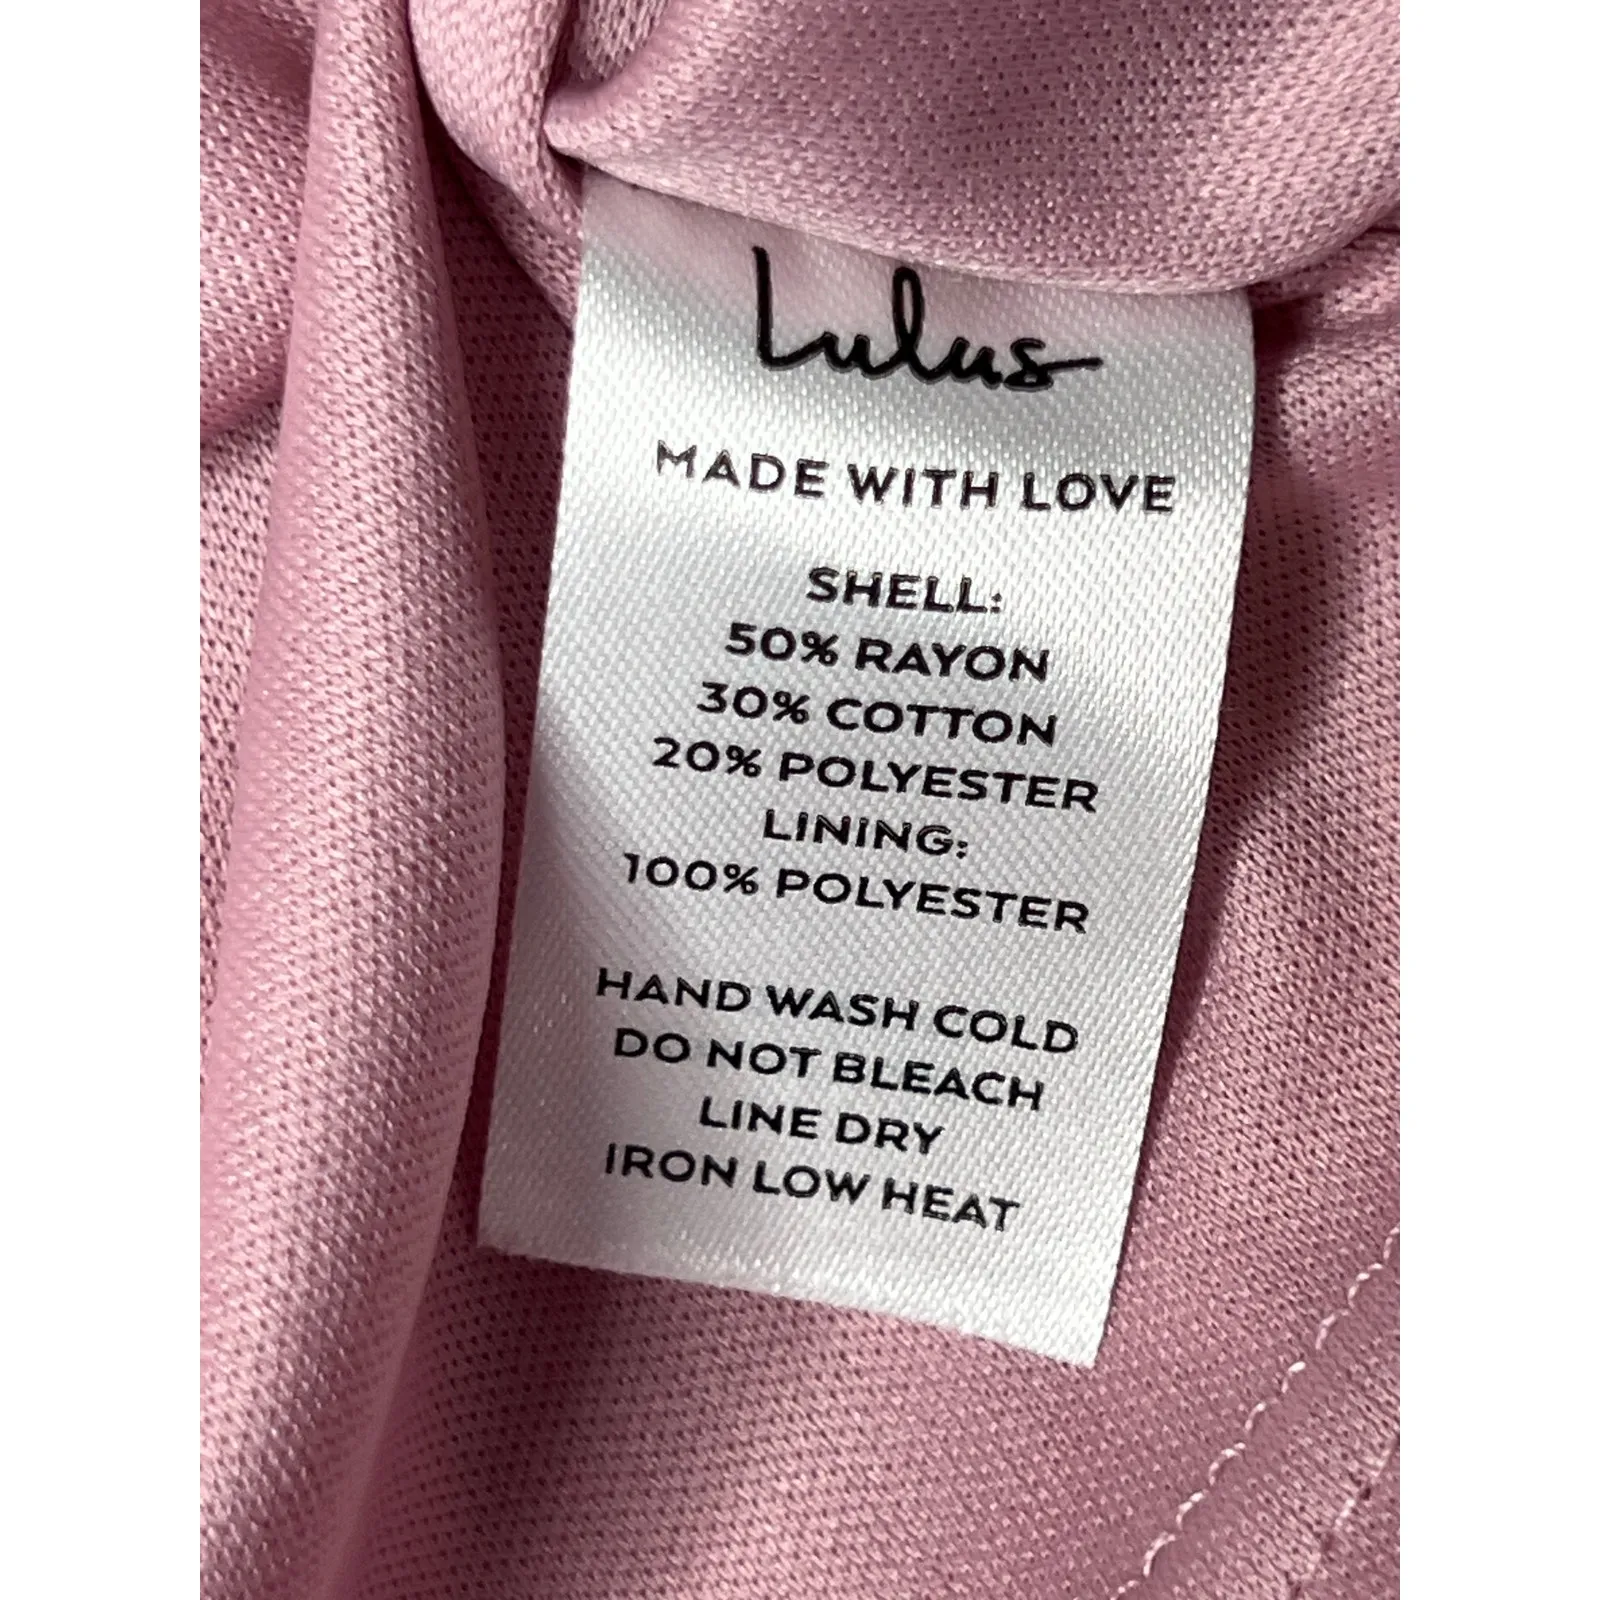 Lulus
MADE WITH LOVE
SHELL:
50% RAYON
30% COTTON
20% POLYESTER
LINING:
100% POLYESTER
HAND WASH COLD
DO NOT BLEACH
LINE DRY
IRON LOW HEAT